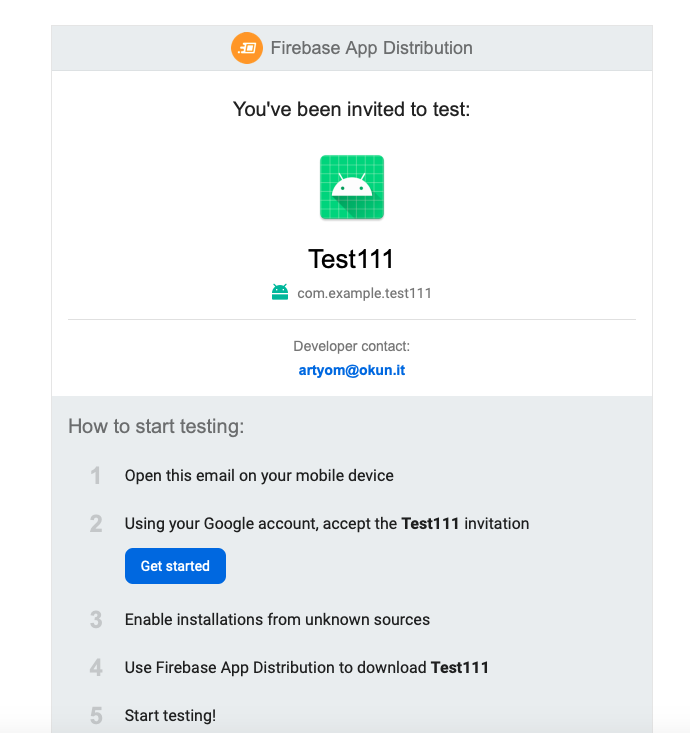 Firebase App Distribution
You've been invited to test:
Test111
com.example.test111
Developer contact:
artyom@okun.it
How to start testing:
1 Open this email on your mobile device
2 Using your Google account, accept the Test111 invitation
Get started
3 Enable installations from unknown sources
4 Use Firebase App Distribution to download Test111
5 Start testing!